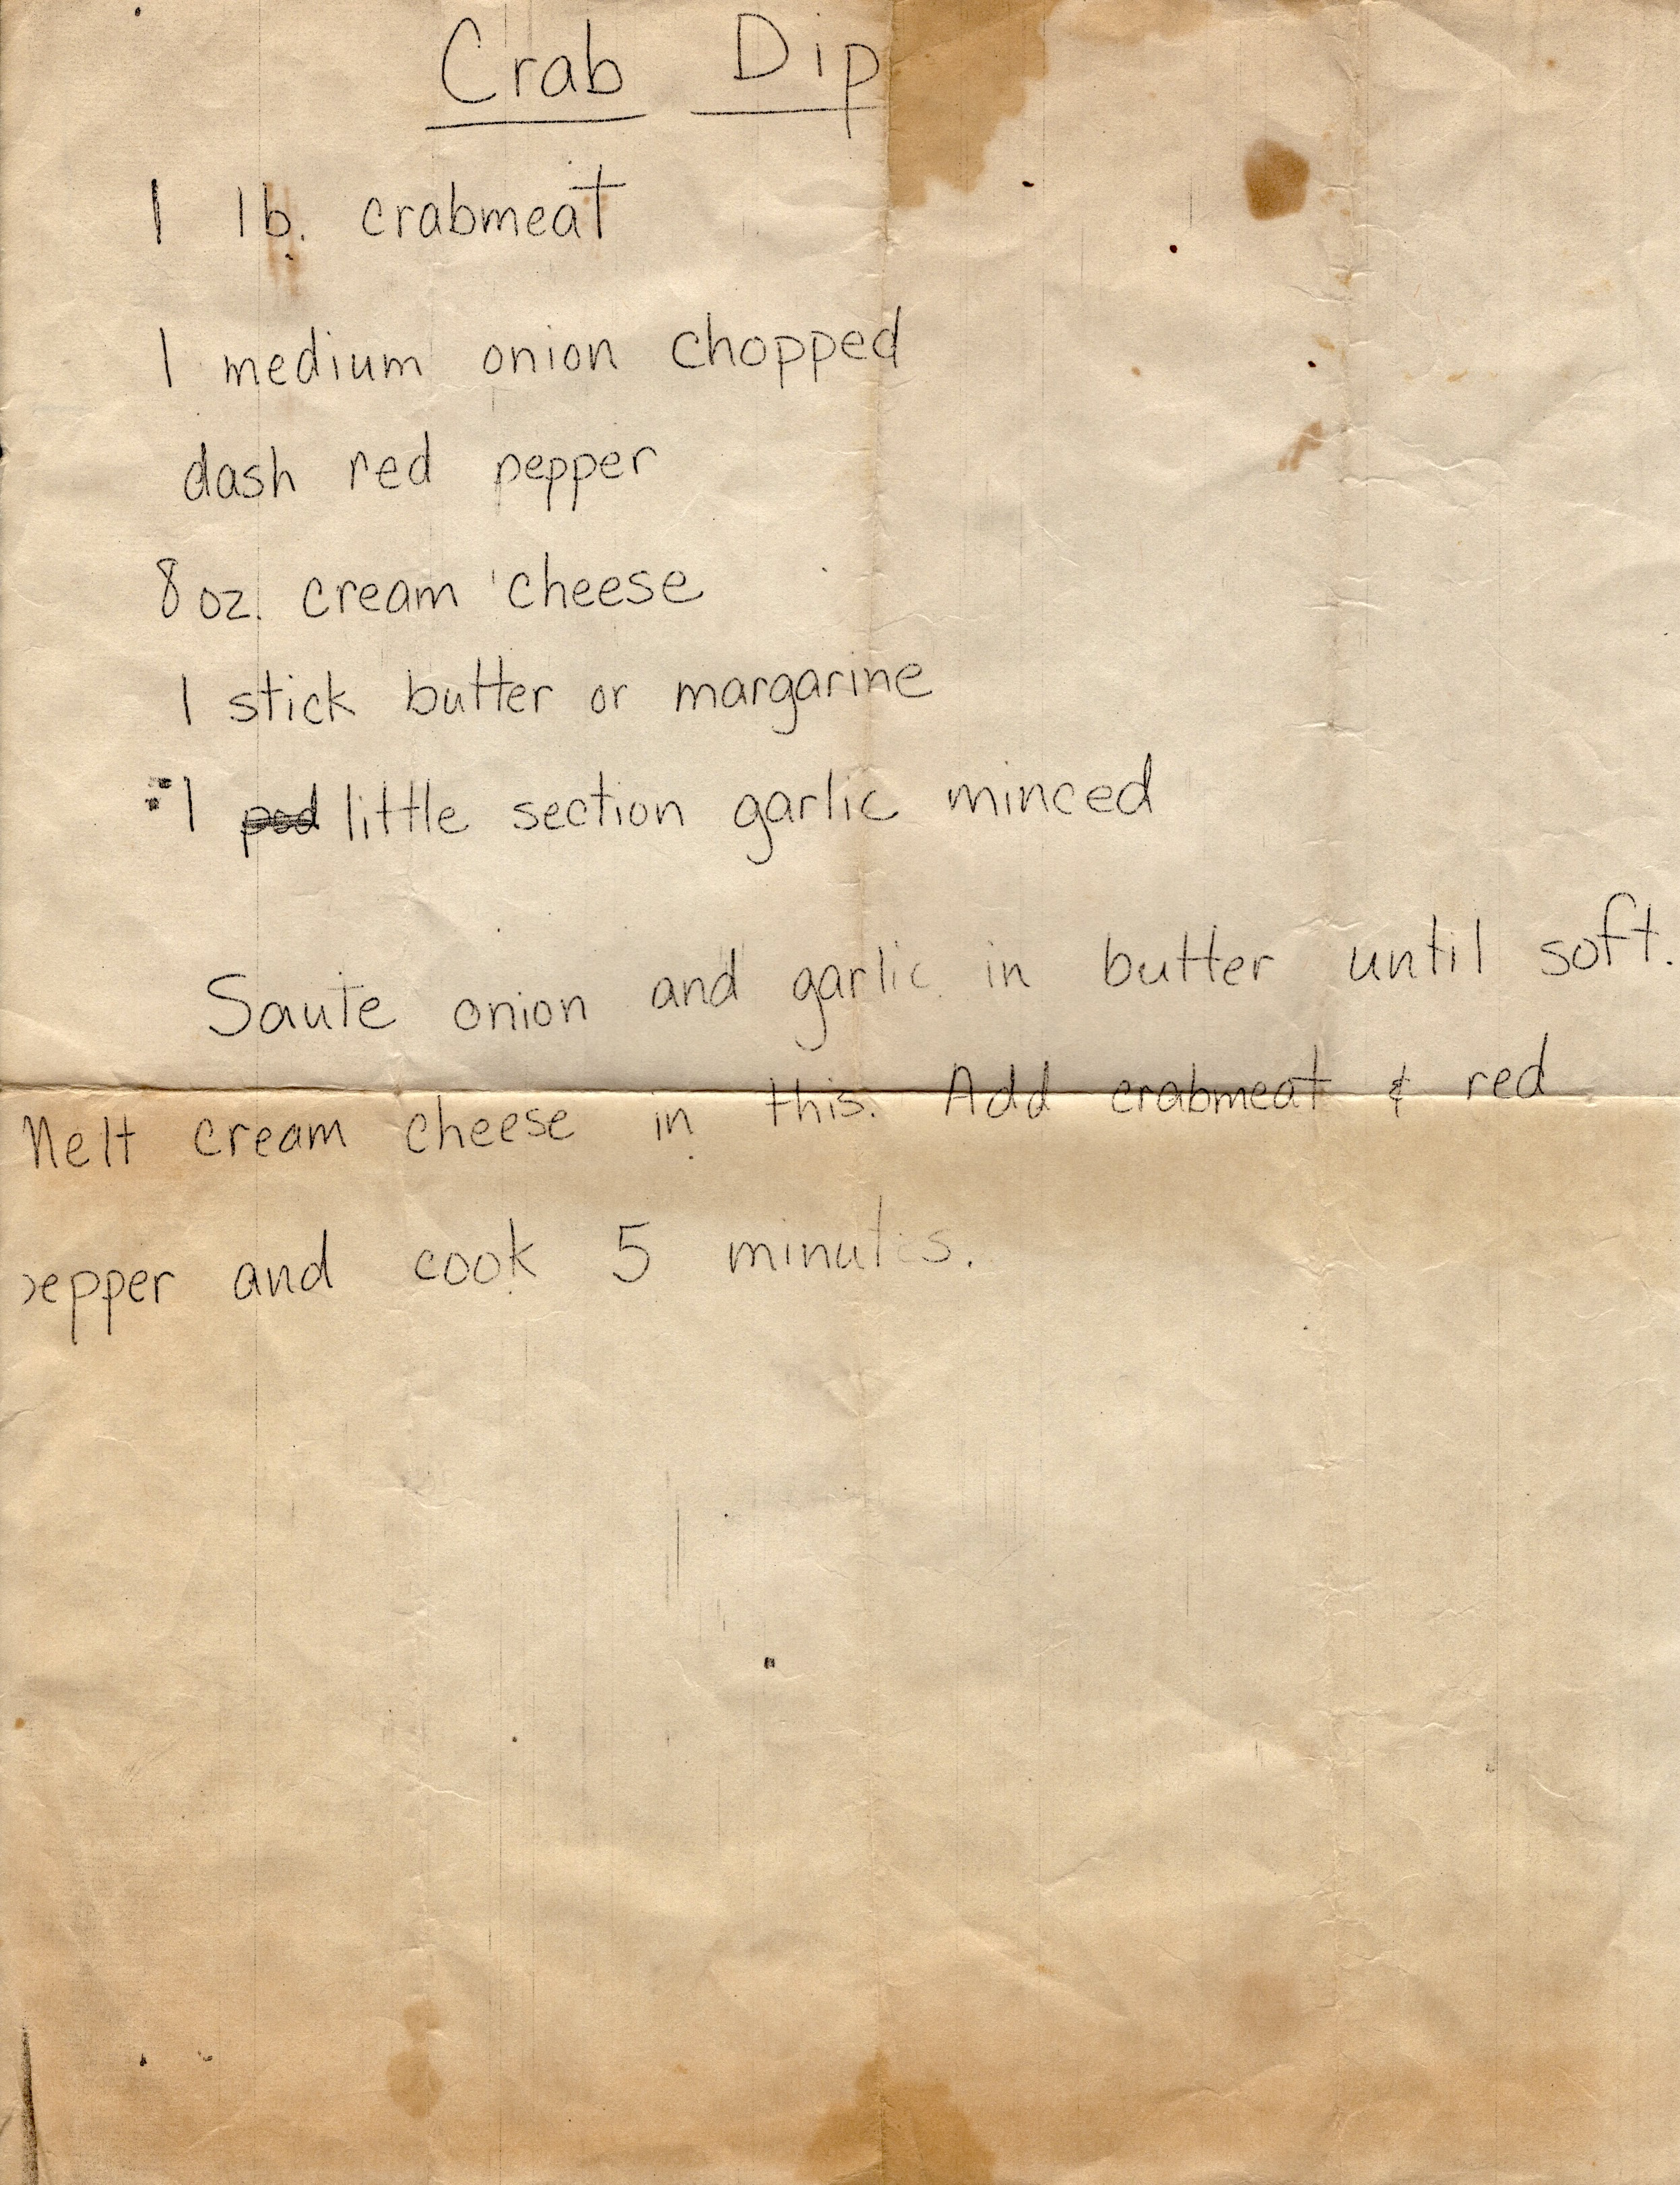 Crab Dip
1 lb. crabmeat
1 medium onion chopped
dash red pepper
8 oz. cream cheese
1 stick butter or margarine
1 pod little section garlic minced
Saute onion and garlic in butter until soft.
Melt cream cheese in this. Add crabmeat & red
pepper and cook 5 minutes.